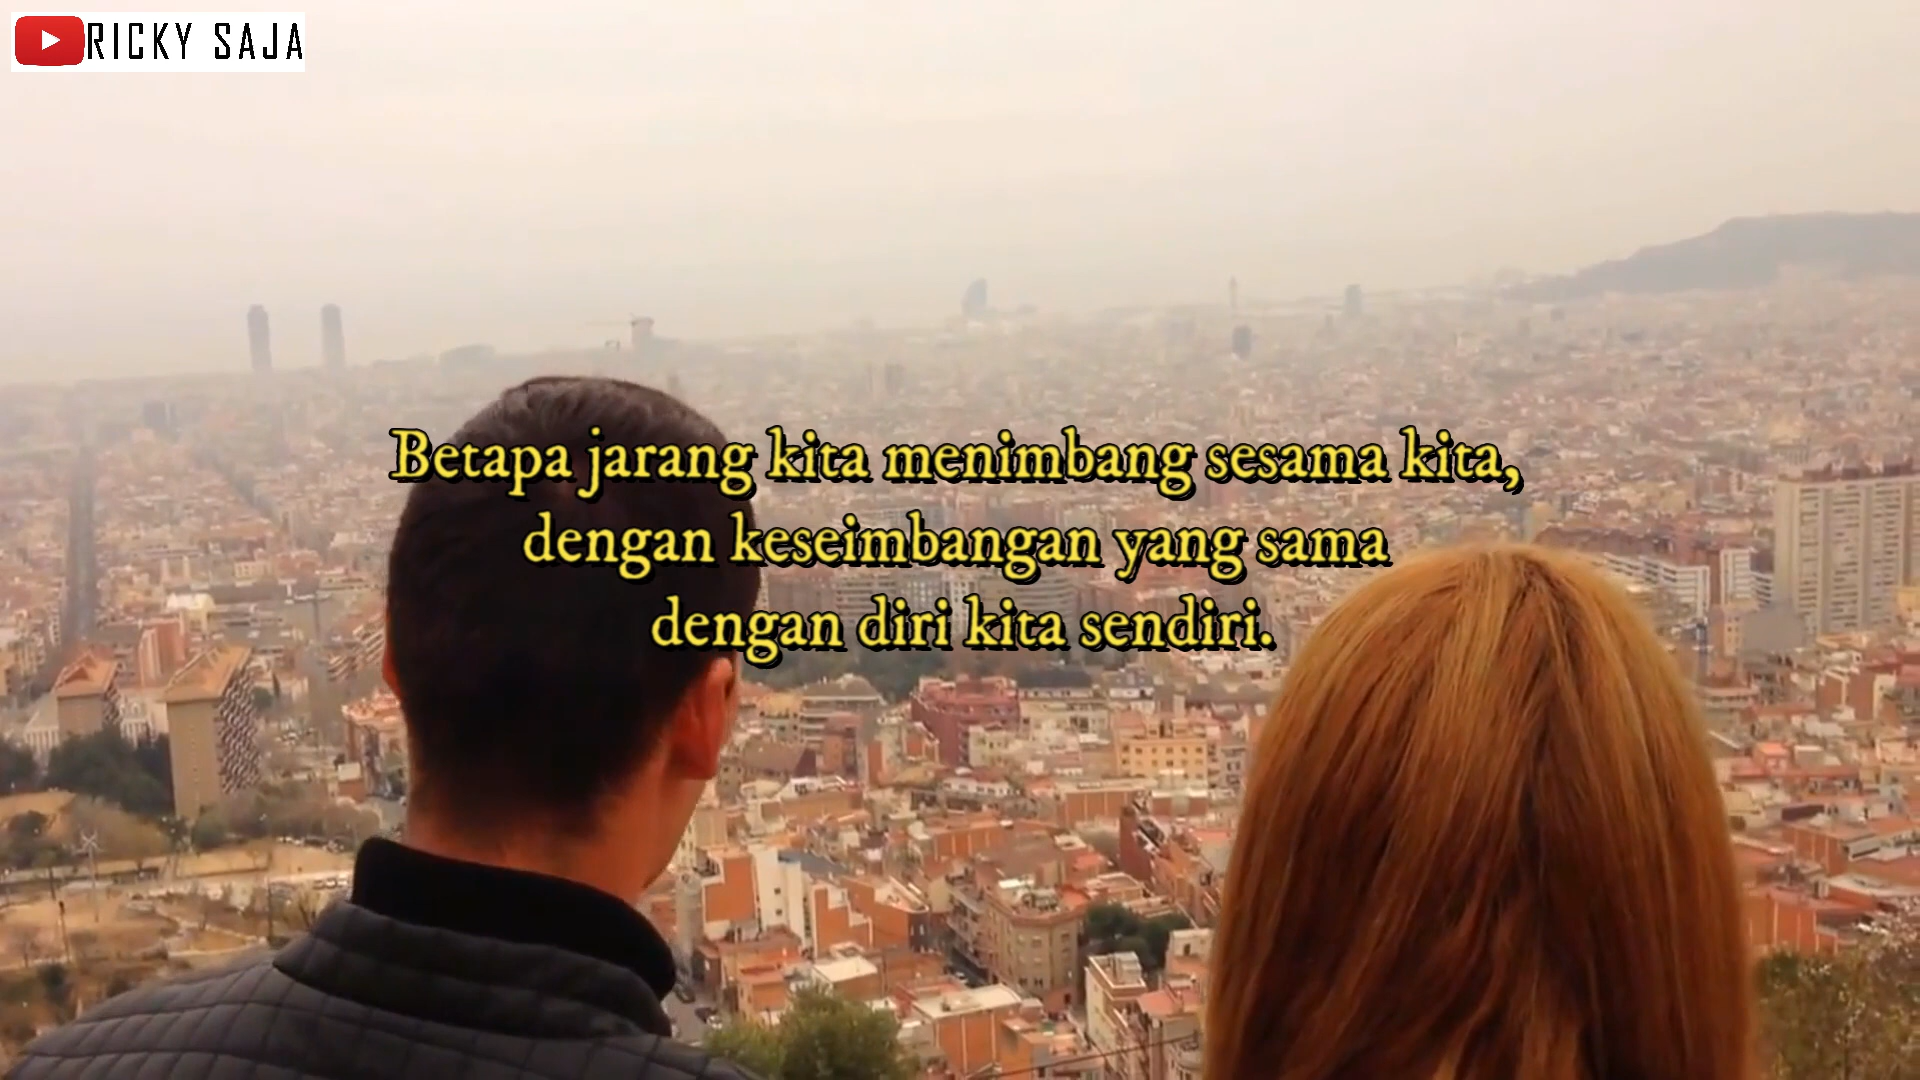 RICKY SAJA
Betapa jarang kita menimbang sesama kita,
dengan keseimbangan yang sama
dengan diri kita sendiri.